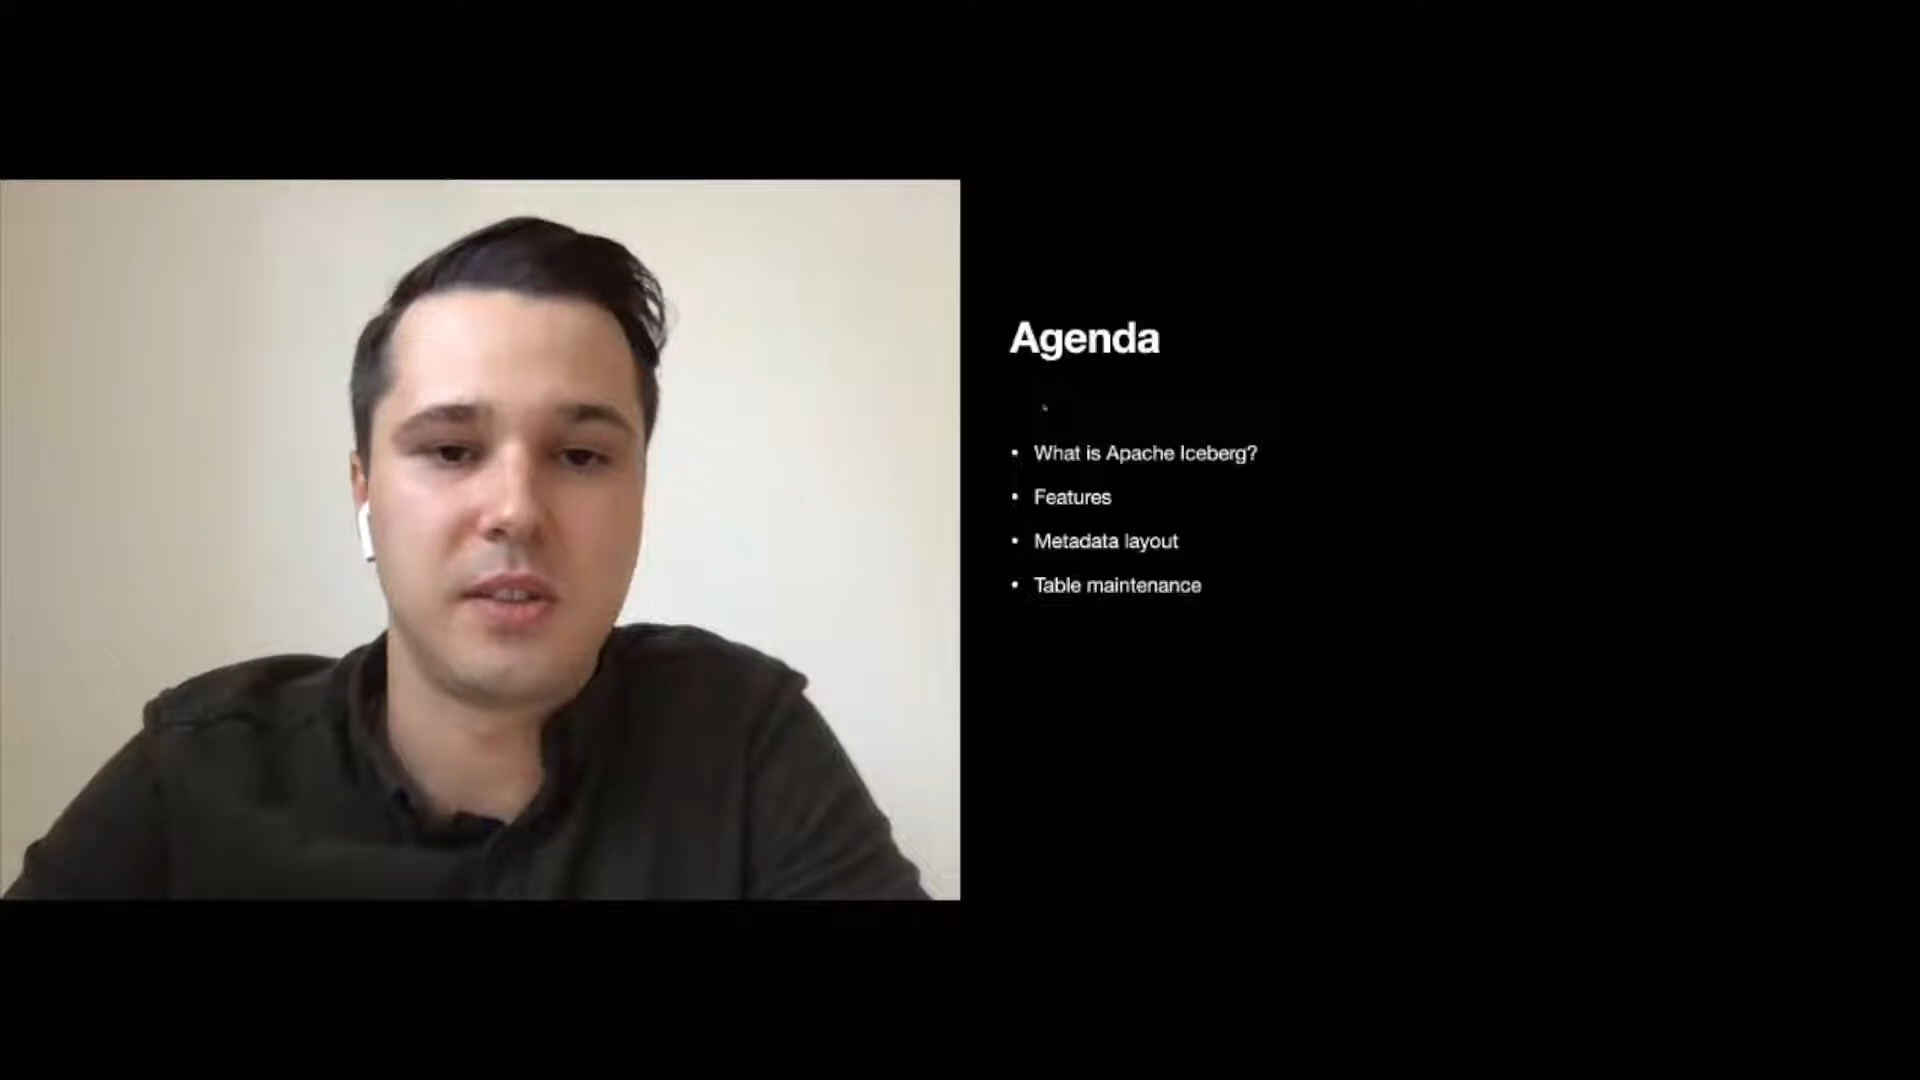 Agenda
• What is Apache Iceberg?
• Features
• Metadata layout
• Table maintenance